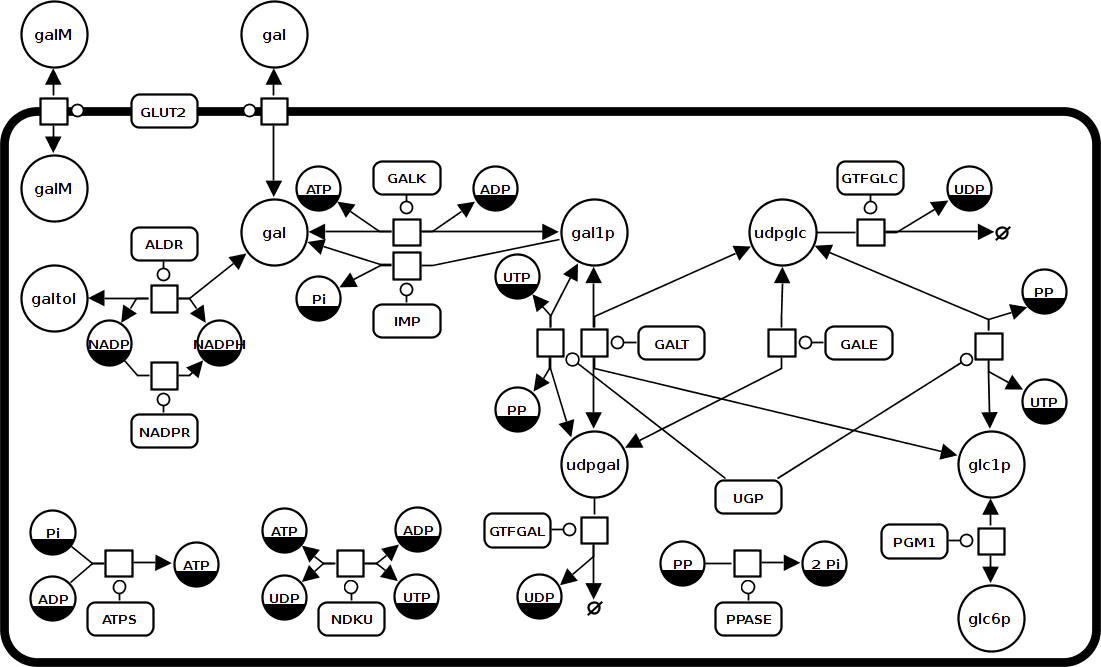 galM
gal
GLUT2
galM
ATP
GALK
ADP
GTFGLC
UDP
gal
gal1p
udpglc
ALDR
UTP
PP
galtol
Pi
IMP
NADP
NADPH
GALT
GALE
NADPR
PP
UTP
udpgal
glc1p
UGP
Pi
ATP
ADP
GTFGAL
PGM1
ATP
PP
2 Pi
ADP
UDP
UTP
UDP
ATPS
NDKU
PPASE
glc6p